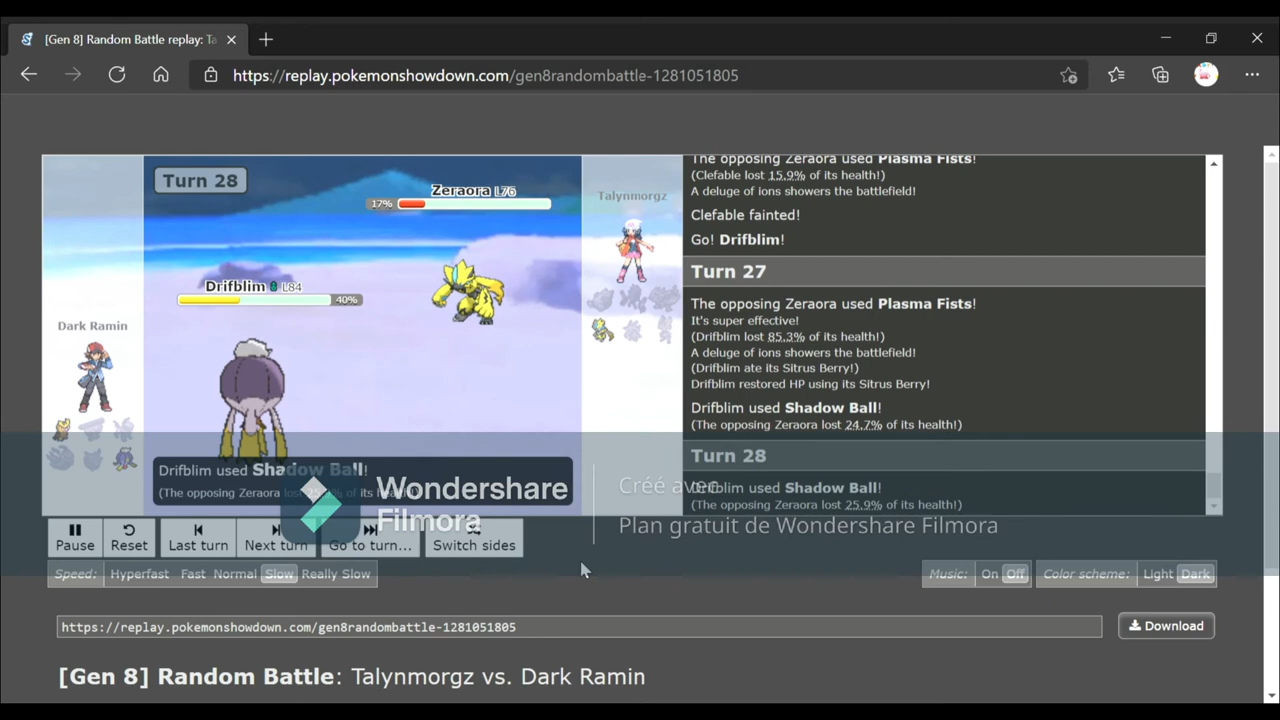 [Gen 8] Random Battle replay: Ta
https://replay.pokemonshowdown.com/gen8randombattle-1281051805
Turn 28
Zeraora L76
17%
Drifblim L84
40%
Dark Ramin
Talynmorgz
Drifblim used Shadow Ball!
(The opposing Zeraora lost of its health!)
The opposing Zeraora used Plasma Fists!
(Clefable lost 15.9% of its health!)
A deluge of ions showers the battlefield!
Clefable fainted!
Go! Drifblim!
Turn 27
The opposing Zeraora used Plasma Fists!
It's super effective!
(Drifblim lost 85.3% of its health!)
A deluge of ions showers the battlefield!
(Drifblim ate its Sitrus Berry!)
Drifblim restored HP using its Sitrus Berry!
Drifblim used Shadow Ball!
(The opposing Zeraora lost 24.7% of its health!)
Turn 28
Drifblim used Shadow Ball!
(The opposing Zeraora lost 25.9% of its health!)
Wondershare
Filmora
Créé avec
Plan gratuit de Wondershare Filmora
Pause Reset Last turn Next turn Go to turn... Switch sides
Speed: Hyperfast Fast Normal Slow Really Slow
Music: On Off Color scheme: Light Dark
https://replay.pokemonshowdown.com/gen8randombattle-1281051805
Download
[Gen 8] Random Battle: Talynmorgz vs. Dark Ramin